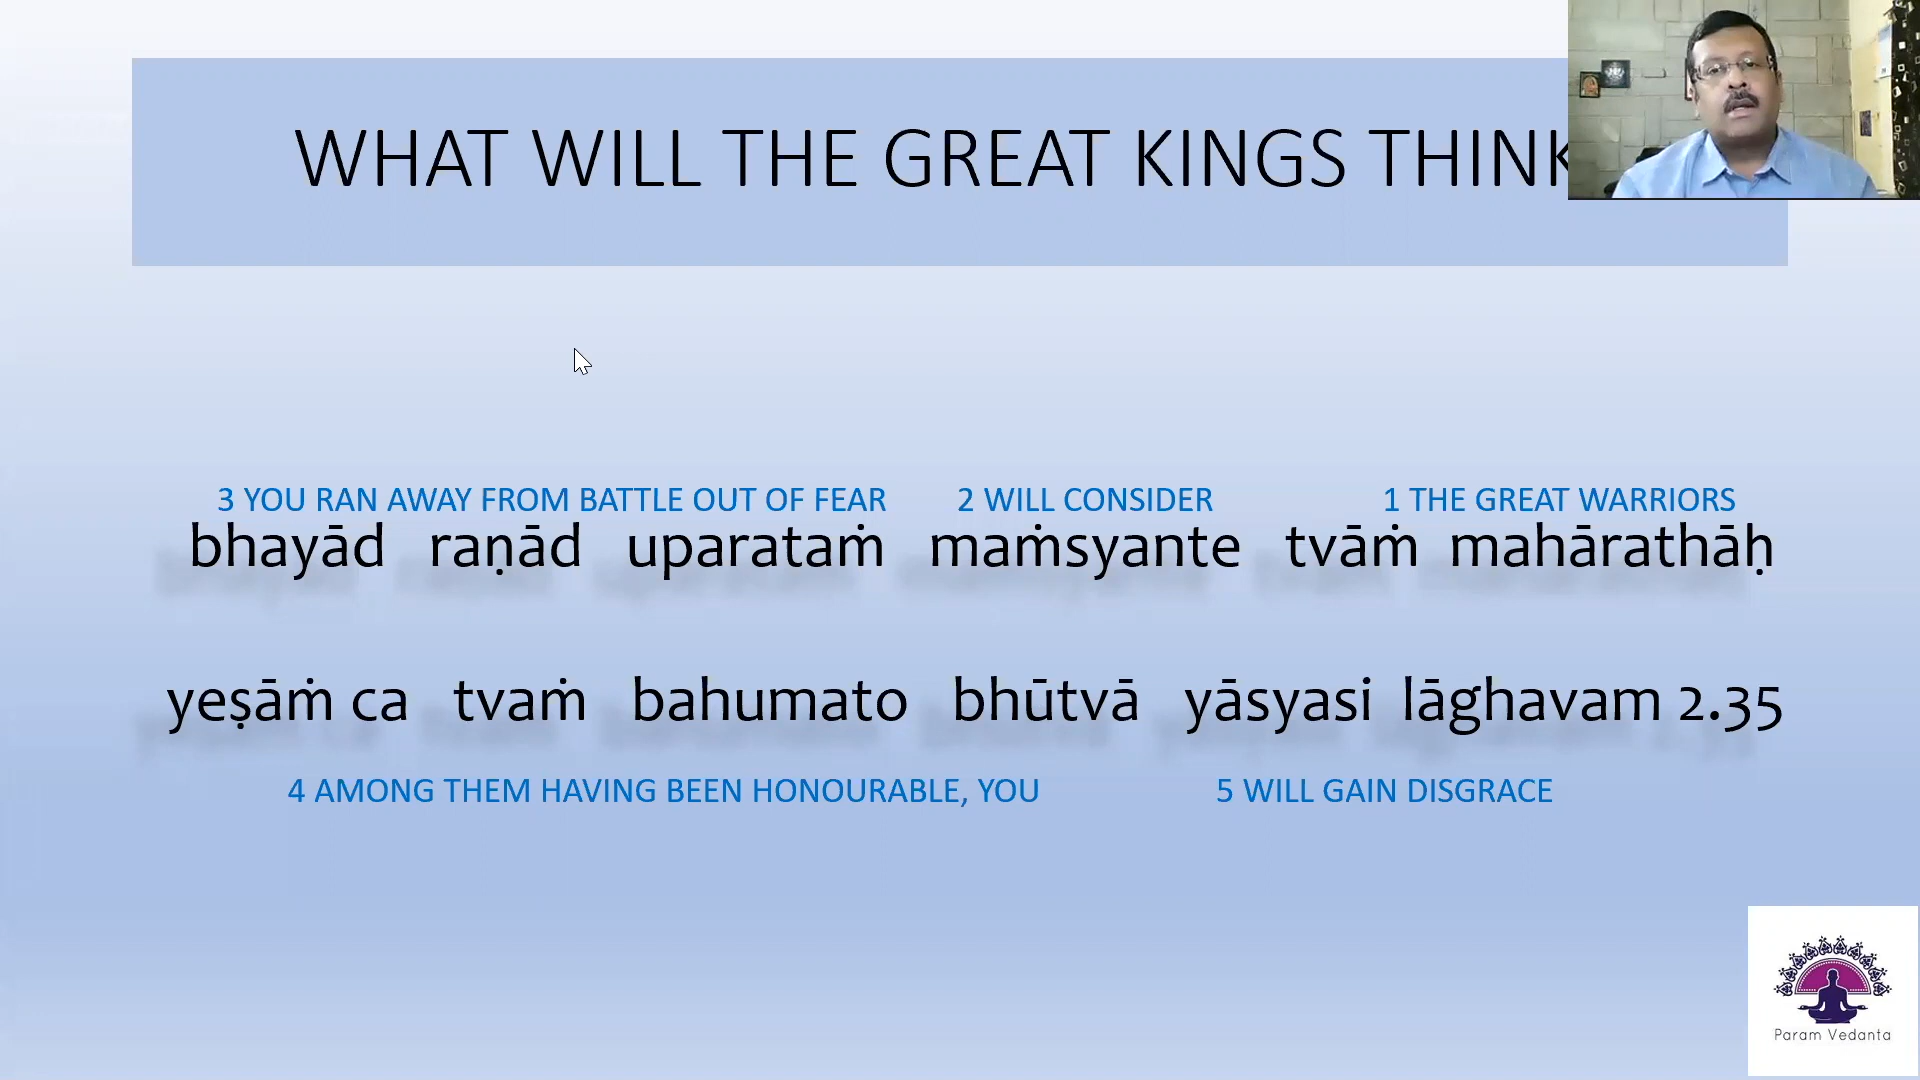 WHAT WILL THE GREAT KINGS THINK
3 YOU RAN AWAY FROM BATTLE OUT OF FEAR 2 WILL CONSIDER 1 THE GREAT WARRIORS
bhayād raṇād uparataṁ maṁsyante tvāṁ mahārathāḥ
yeṣāṁ ca tvaṁ bahumato bhūtvā yāsyasi lāghavam 2.35
4 AMONG THEM HAVING BEEN HONOURABLE, YOU 5 WILL GAIN DISGRACE
Param Vedanta